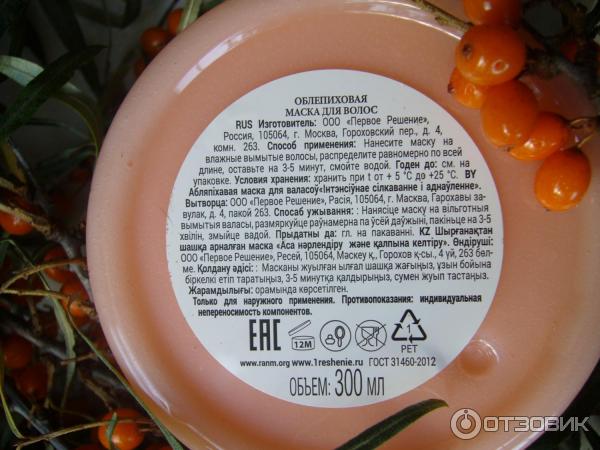 ОБЛЕПИХОВАЯ
МАСКА ДЛЯ ВОЛОС
RUS Изготовитель: ООО «Первое Решение»,
Россия, 105064, г. Москва, Гороховский пер., д. 4,
комн. 263. Способ применения: Нанесите маску на
влажные вымытые волосы, распределите равномерно по всей
длине, оставьте на 3-5 минут, смойте водой. Годен до: см. на
упаковке. Условия хранения: хранить при t от + 5 °C до +25 °C. BY
Абляпіхавая маска для валасоў«Інтэнсіўнае сілкаванне і аднаўленне».
Вытворца: ООО «Первое Решение», Расія, 105064, г. Масква, Гарохавы за-
вулак, д. 4, пакой 263. Спосаб ужывання: : Нанясіце маску на вільготныя
вымытыя валасы, размяркуйце раўнамерна па ўсёй даўжыні, пакіньце на 3-5
хвілін, змыйце вадой. Прыдатны да: гл. на пакаванні. KZ Шырғанақты
шашқа арналған маска «Аса нәрлендіру және қалпына келтіру». Өндіруші:
ООО «Первое Решение», Ресей, 105064, Мәскеу қ., Горохов қ-сы., 4 үй, 263 бөл-
ме. Қолдану әдісі: : Масканы жуылған ылғал шашқа жағыңыз, ұзын бойына
біркелкі етіп таратыңыз, 3-5 минутқа қалдырыңыз, сумен жуып тастаңыз.
Жарамдылығы: орамында көрсетілген.
Только для наружного применения. Противопоказания: индивидуальная
непереносимость компонентов.
EAC 12M 1 PET
www.ranm.org www.1reshenie.ru ГОСТ 31460-2012
ОБЪЕМ: 300 МЛ
ОТЗОВИК